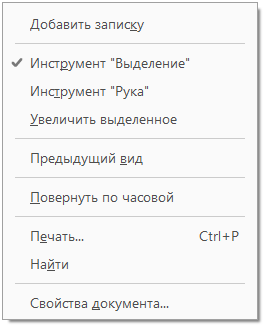 Добавить записку
Инструмент "Выделение"
Инструмент "Рука"
Увеличить выделенное
Предыдущий вид
Повернуть по часовой
Печать... Ctrl+P
Найти
Свойства документа...